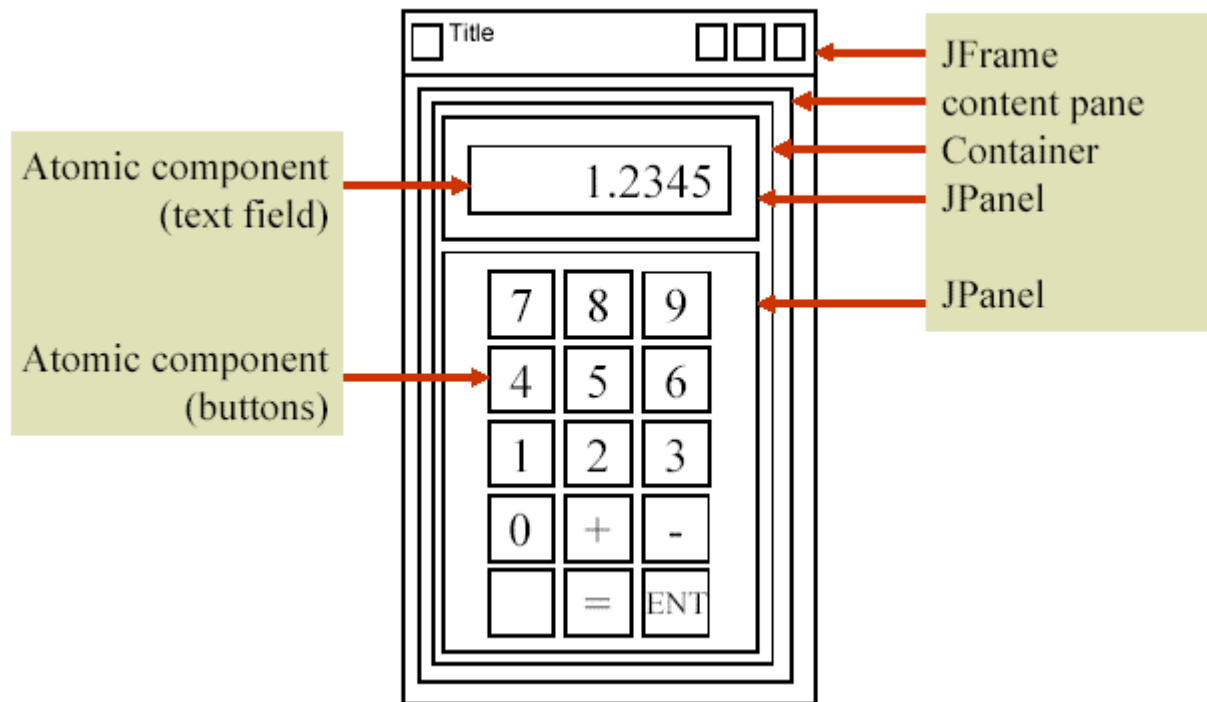 Title
JFrame
content pane
Container
JPanel
JPanel
Atomic component
(text field)
Atomic component
(buttons)
1.2345
7 8 9
4 5 6
1 2 3
0 + -
= ENT